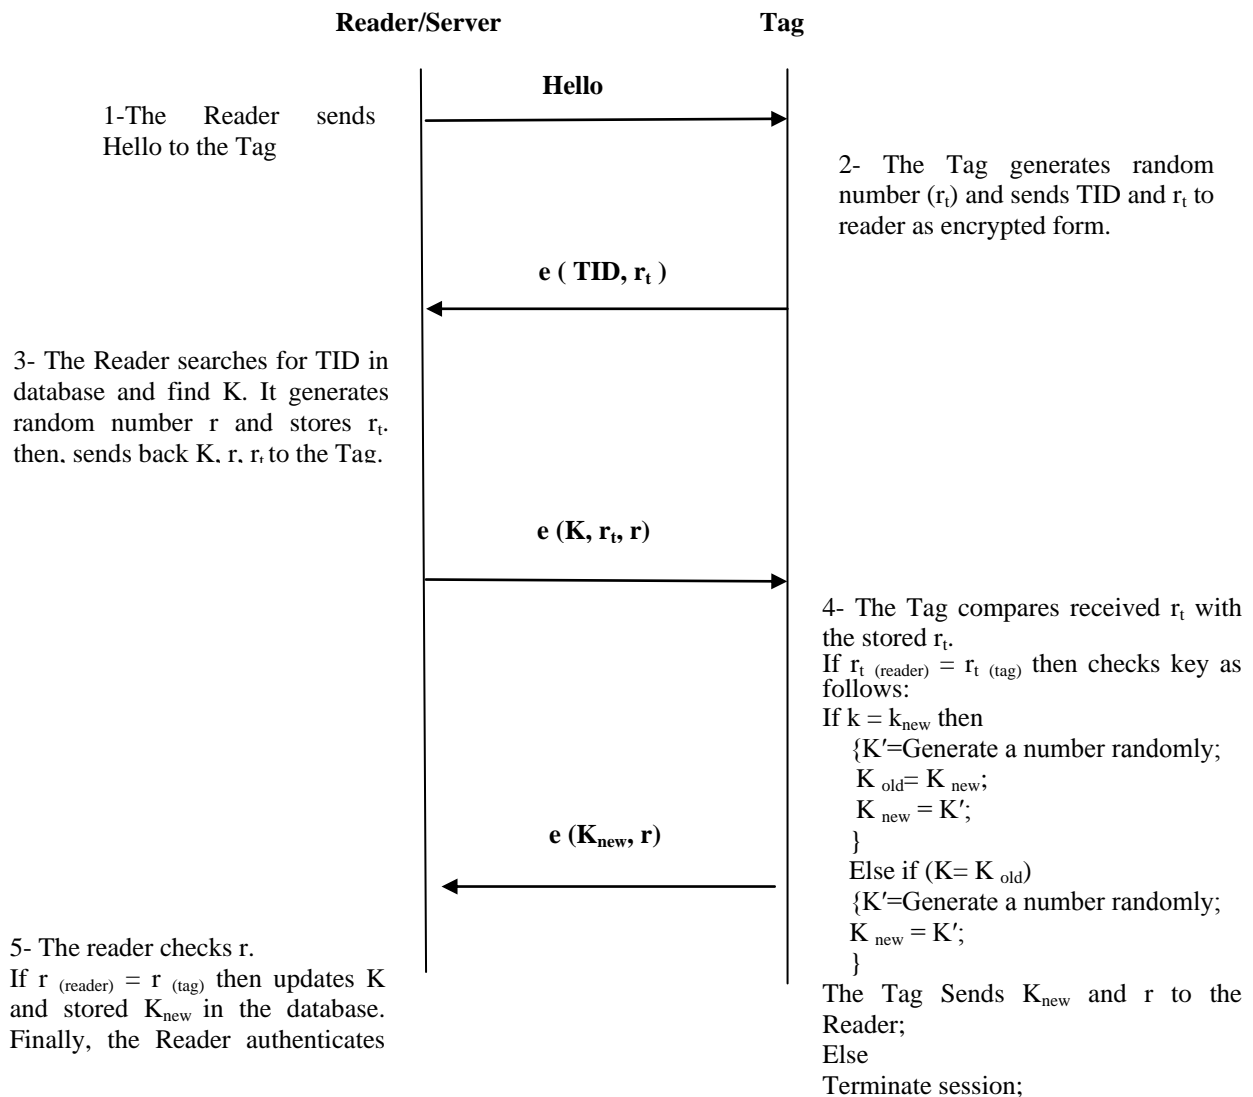 Reader/Server
Tag
Hello
1-The Reader sends
Hello to the Tag
2- The Tag generates random
number (rt) and sends TID and rt to
reader as encrypted form.
e ( TID, rt )
3- The Reader searches for TID in
database and find K. It generates
random number r and stores rt.
then, sends back K, r, rt to the Tag.
e (K, rt, r)
4- The Tag compares received rt with
the stored rt.
If rt (reader) = rt (tag) then checks key as
follows:
If k = knew then
{K′=Generate a number randomly;
K old= K new;
K new = K′;
}
Else if (K= K old)
{K′=Generate a number randomly;
K new = K′;
}
The Tag Sends Knew and r to the
Reader;
Else
Terminate session;
e (Knew, r)
5- The reader checks r.
If r (reader) = r (tag) then updates K
and stored Knew in the database.
Finally, the Reader authenticates